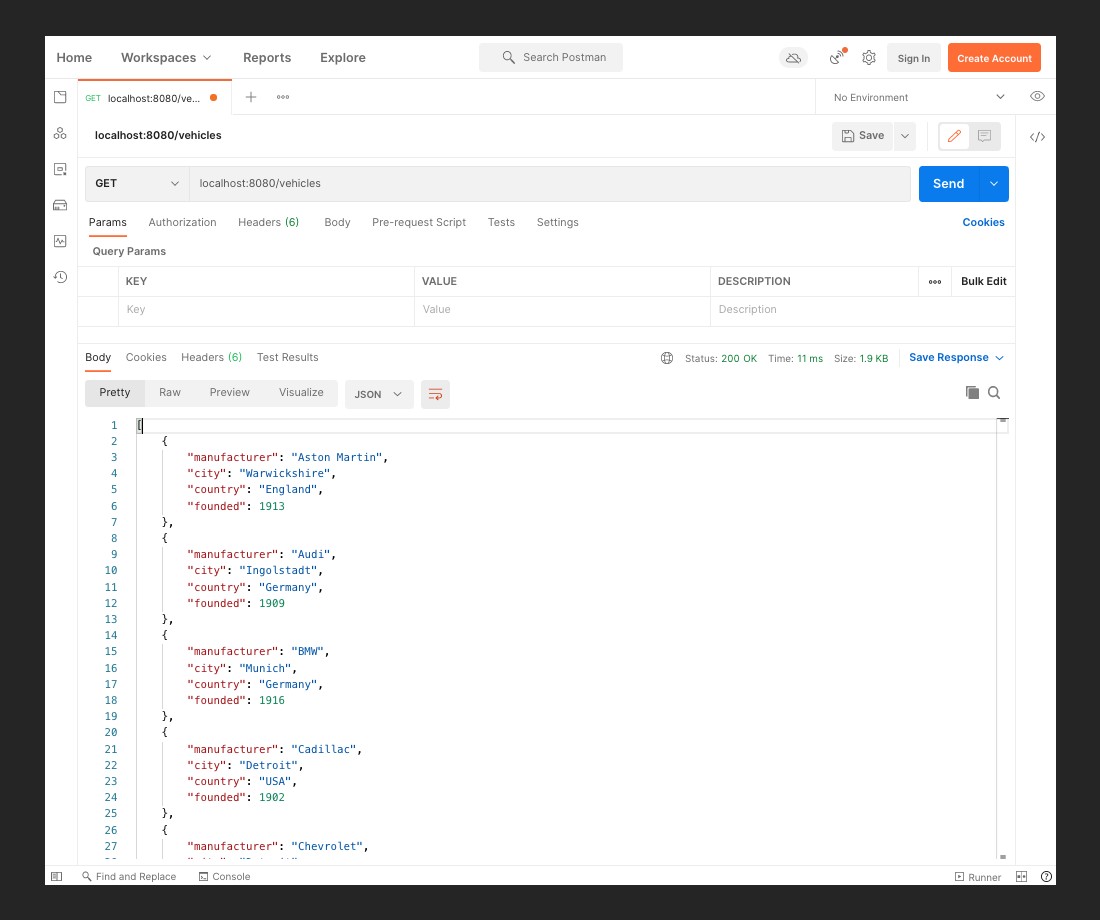 Home Workspaces Reports Explore Search Postman Sign In Create Account
GET localhost:8080/ve... No Environment
localhost:8080/vehicles Save
GET localhost:8080/vehicles Send
Params Authorization Headers (6) Body Pre-request Script Tests Settings Cookies
Query Params
KEY VALUE DESCRIPTION Bulk Edit
Key Value Description
Body Cookies Headers (6) Test Results Status: 200 OK Time: 11 ms Size: 1.9 KB Save Response
Pretty Raw Preview Visualize JSON
1 [
2 {
3 "manufacturer": "Aston Martin",
4 "city": "Warwickshire",
5 "country": "England",
6 "founded": 1913
7 },
8 {
9 "manufacturer": "Audi",
10 "city": "Ingolstadt",
11 "country": "Germany",
12 "founded": 1909
13 },
14 {
15 "manufacturer": "BMW",
16 "city": "Munich",
17 "country": "Germany",
18 "founded": 1916
19 },
20 {
21 "manufacturer": "Cadillac",
22 "city": "Detroit",
23 "country": "USA",
24 "founded": 1902
25 },
26 {
27 "manufacturer": "Chevrolet",
Find and Replace Console Runner